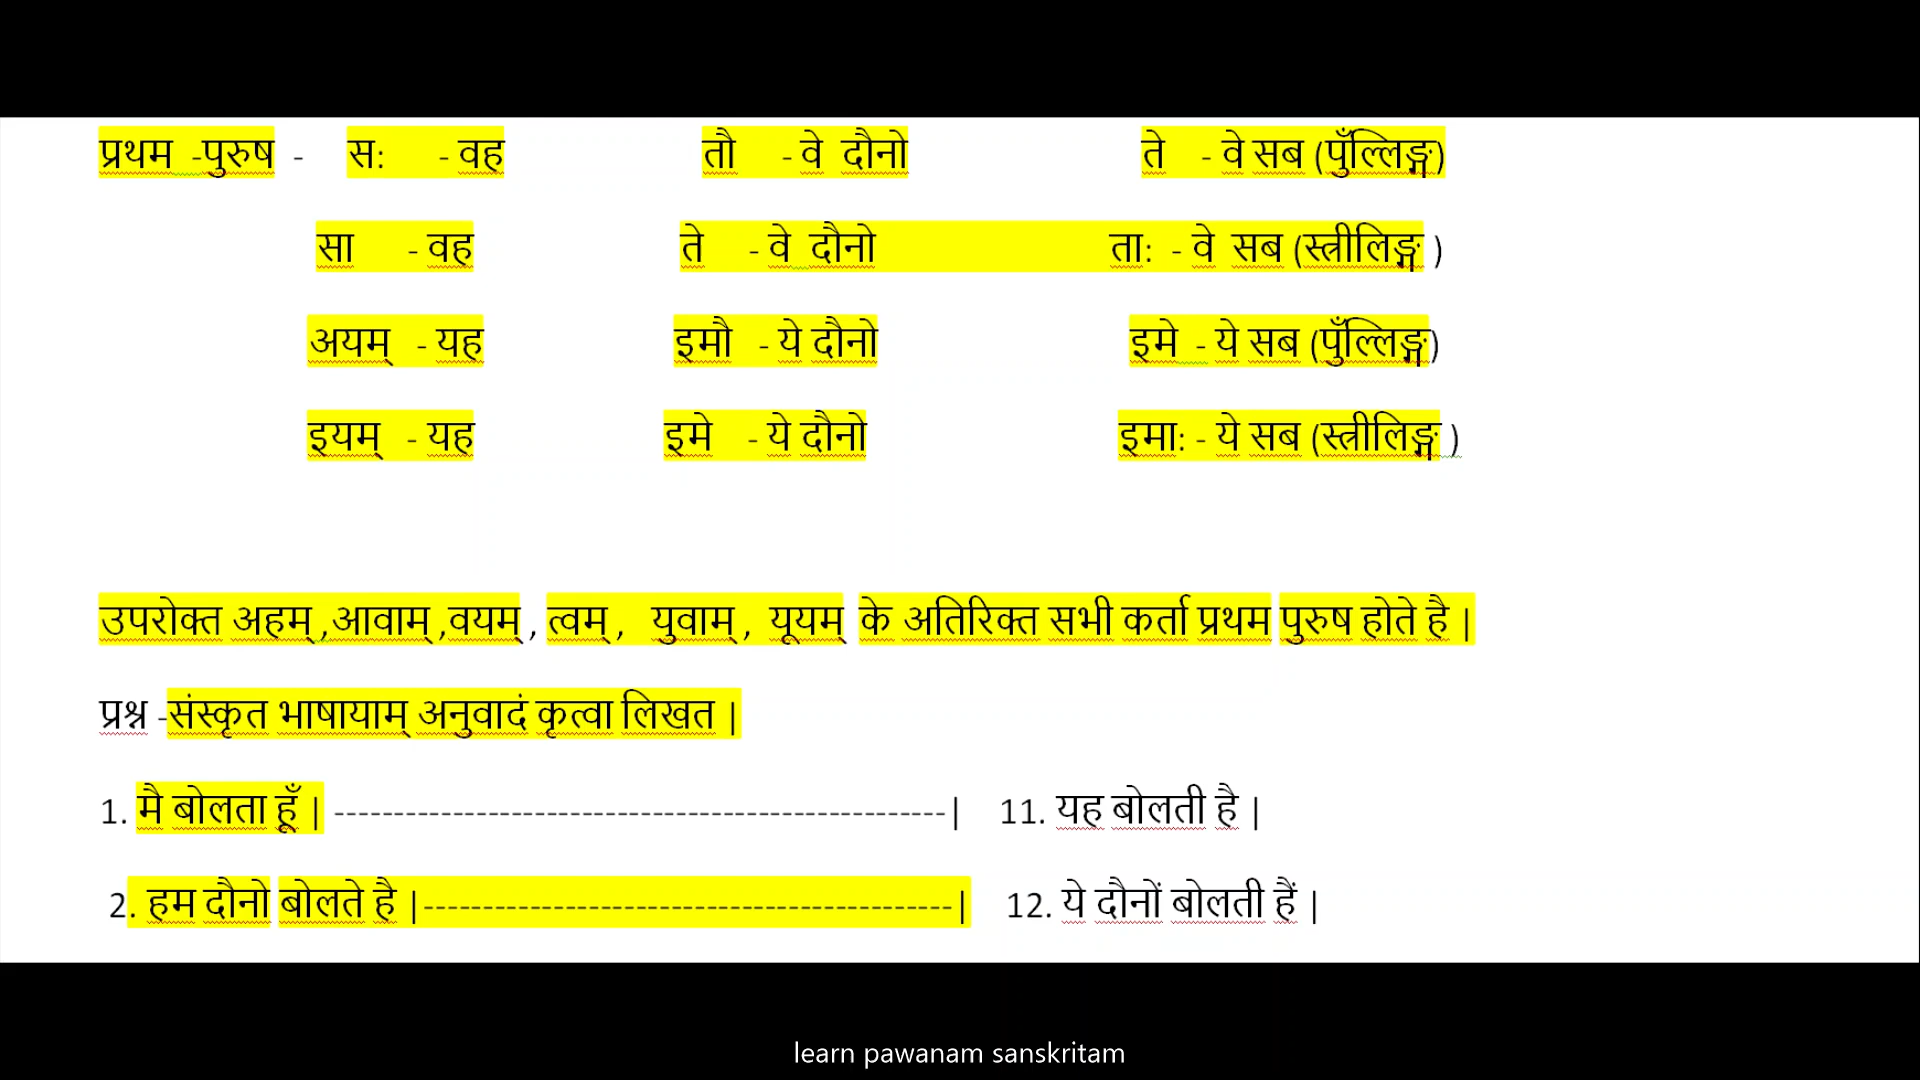 प्रथम -पुरुष - सः - वह तौ - वे दौनो ते - वे सब (पुँल्लिङ्ग)
सा - वह ते - वे दौनो ताः - वे सब (स्त्रीलिङ्ग )
अयम् - यह इमौ - ये दौनो इमे - ये सब (पुँल्लिङ्ग)
इयम् - यह इमे - ये दौनो इमाः - ये सब (स्त्रीलिङ्ग )
उपरोक्त अहम् ,आवाम् ,वयम् , त्वम् , युवाम् , यूयम् के अतिरिक्त सभी कर्ता प्रथम पुरुष होते है |
प्रश्न -संस्कृत भाषायाम् अनुवादं कृत्वा लिखत |
1. मै बोलता हूँ | --------------------------------------------------| 11. यह बोलती है |
2. हम दौनो बोलते है |-------------------------------------------| 12. ये दौनों बोलती हैं |
learn pawanam sanskritam